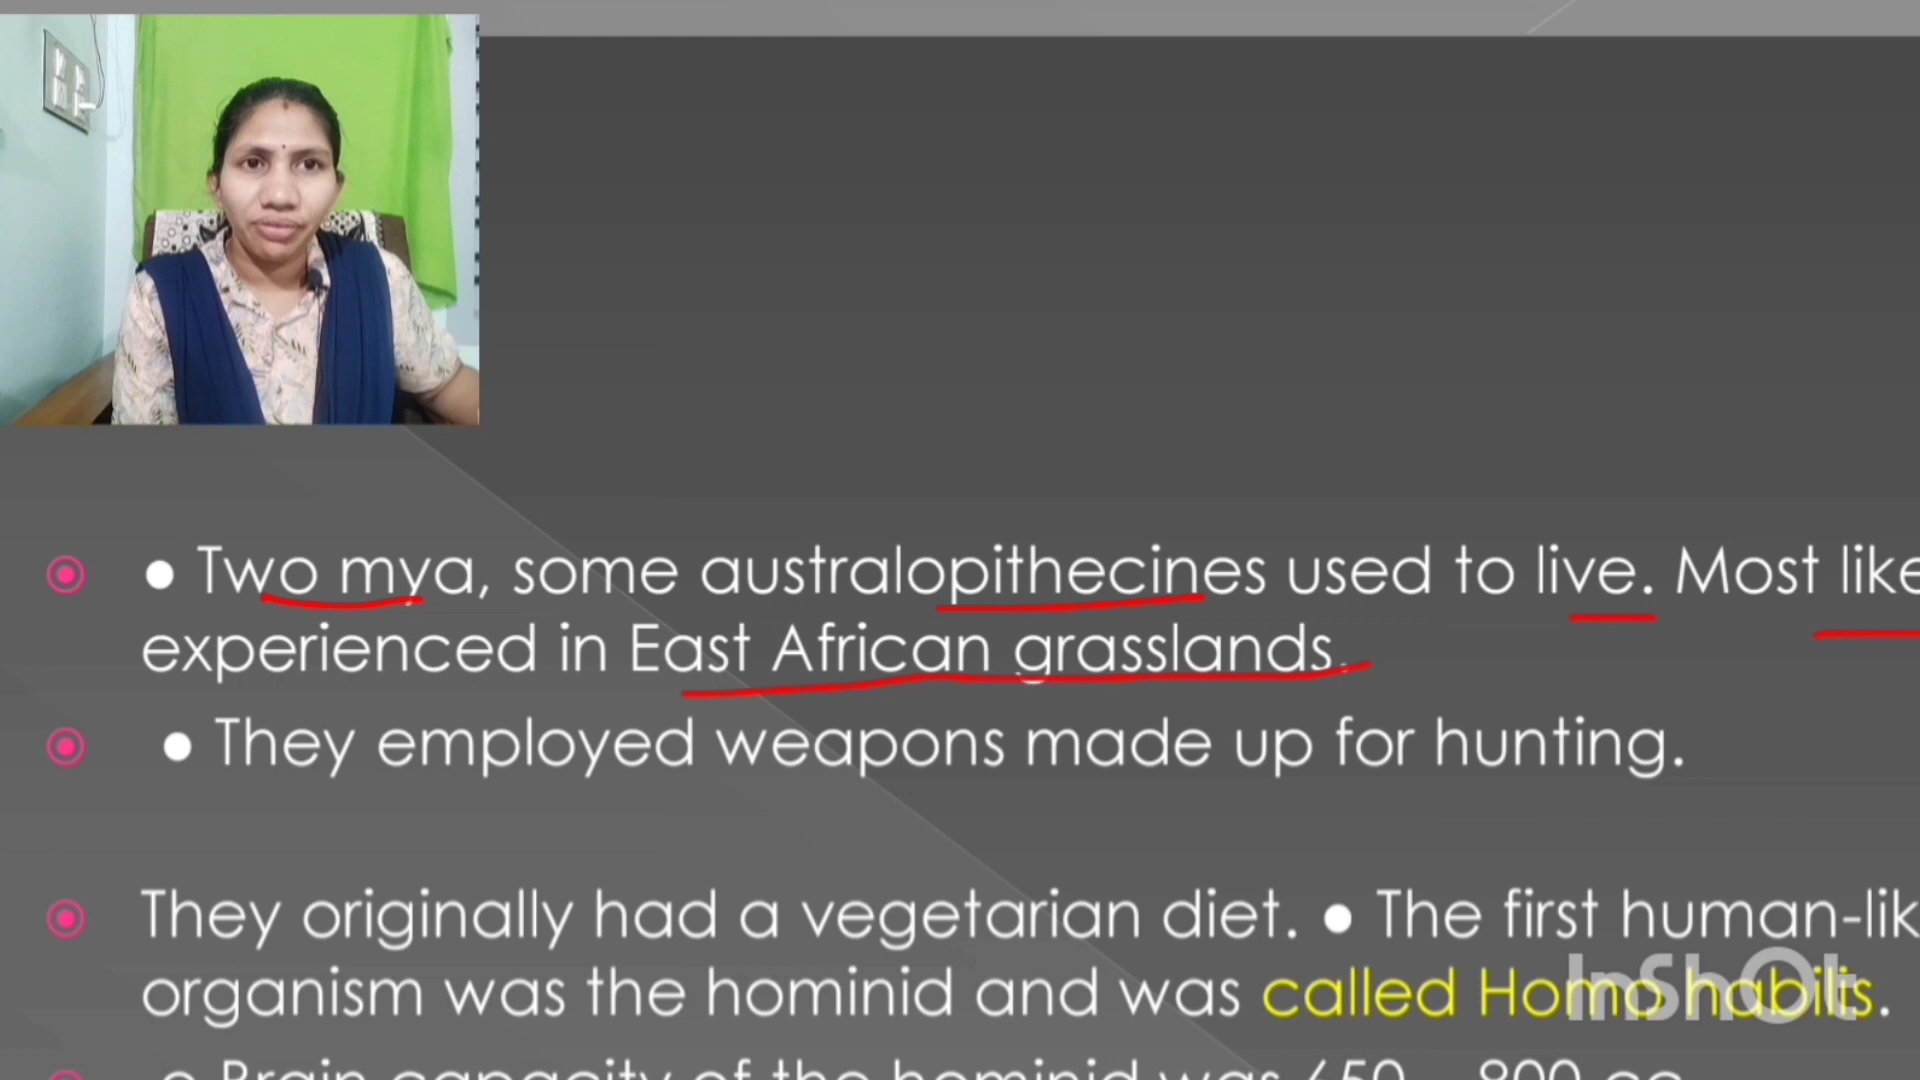 ● Two mya, some australopithecines used to live. Most like
experienced in East African grasslands.
● They employed weapons made up for hunting.
They originally had a vegetarian diet. ● The first human-lik
organism was the hominid and was called Homo habilis.
● Brain capacity of the hominid was 650 - 800 cc
InShOt